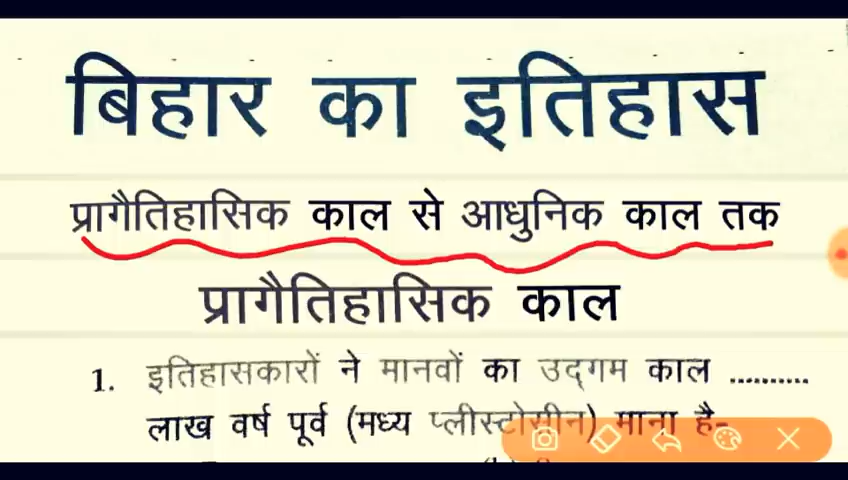 बिहार का इतिहास
प्रागैतिहासिक काल से आधुनिक काल तक
प्रागैतिहासिक काल
1. इतिहासकारों ने मानवों का उद्गम काल ..........
लाख वर्ष पूर्व (मध्य प्लीस्टोसीन) माना है-